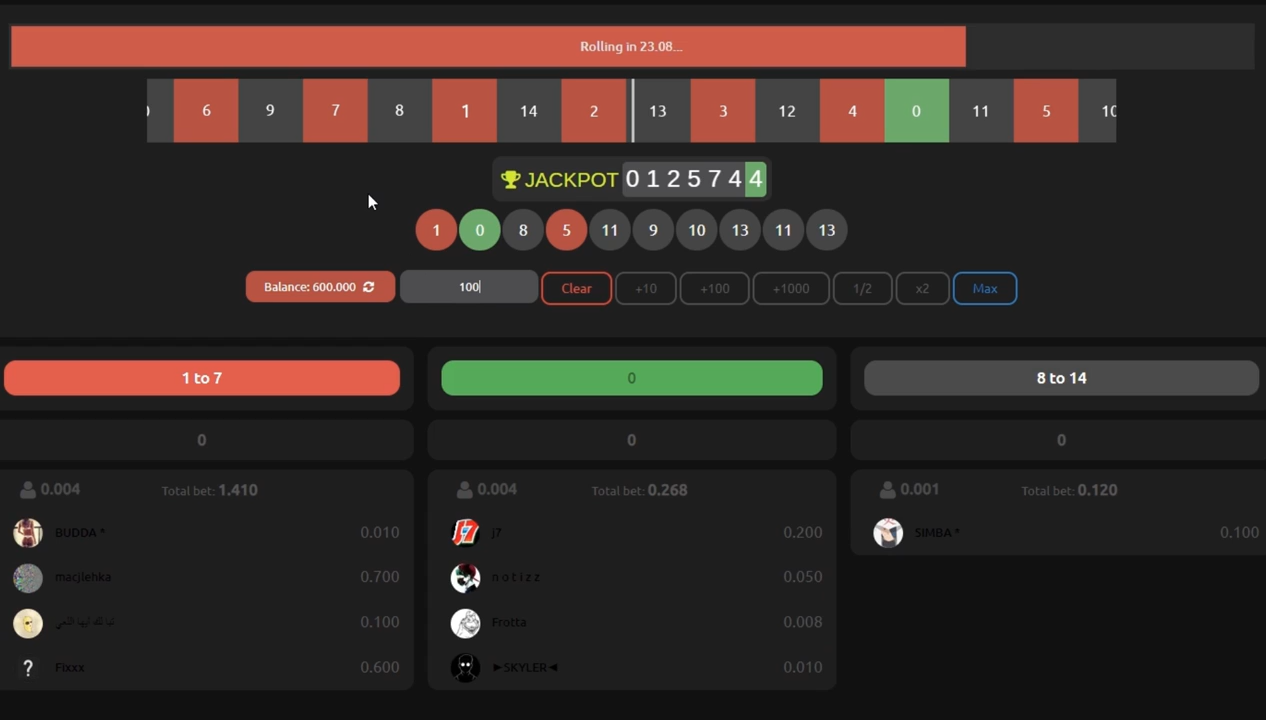 Rolling in 23.08...
6 9 7 8 1 14 2 13 3 12 4 0 11 5 10
JACKPOT 0 1 2 5 7 4 4
1 0 8 5 11 9 10 13 11 13
Balance: 600.000 100 Clear +10 +100 +1000 1/2 x2 Max
1 to 7 0 8 to 14
0 0 0
0.004 Total bet: 1.410 0.004 Total bet: 0.268 0.001 Total bet: 0.120
BUDDA * 0.010 J7 0.200 SIMBA * 0.100
macjlehka 0.700 n o t i z z 0.050
0.100 Frotta 0.008
? Fixxx 0.600 ►SKYLER◄ 0.010